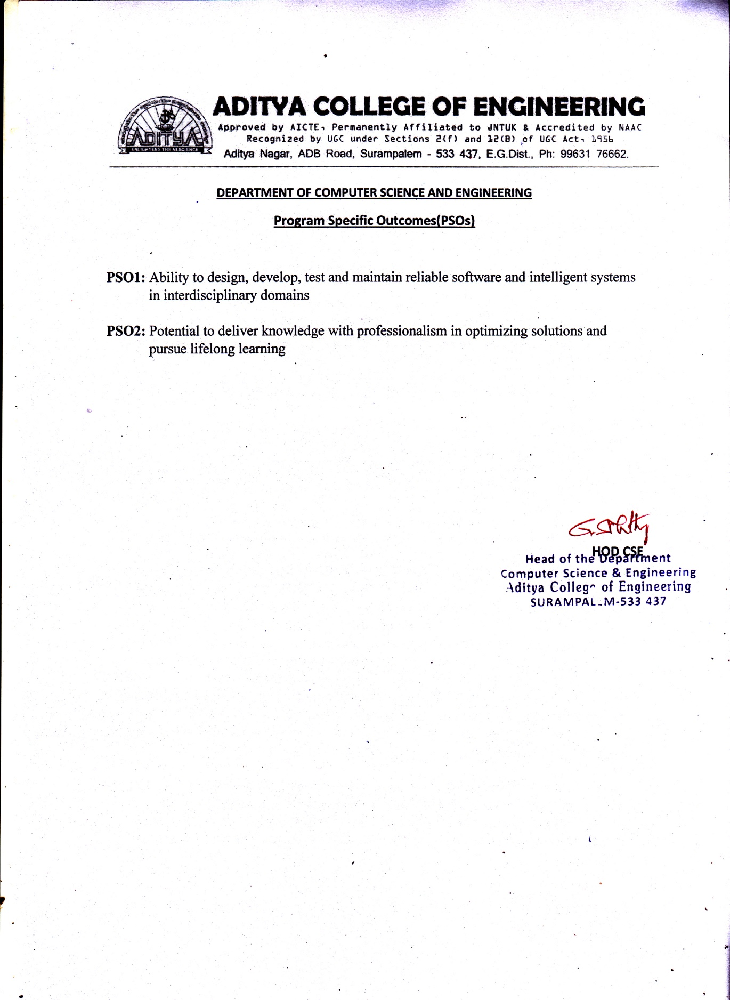 ADITYA COLLEGE OF ENGINEERING
Approved by AICTE, Permanently Affiliated to JNTUK & Accredited by NAAC
Recognized by UGC under Sections 2(f) and 12(B) of UGC Act, 1956
Aditya Nagar, ADB Road, Surampalem - 533 437, E.G.Dist., Ph: 99631 76662.
ADITYA
ENLIGHTENS THE NESCIENCE
DEPARTMENT OF COMPUTER SCIENCE AND ENGINEERING
Program Specific Outcomes(PSOs)
PSO1: Ability to design, develop, test and maintain reliable software and intelligent systems
in interdisciplinary domains
PSO2: Potential to deliver knowledge with professionalism in optimizing solutions and
pursue lifelong learning
HOD CSE
Head of the Department
Computer Science & Engineering
Aditya College of Engineering
SURAMPALEM-533 437